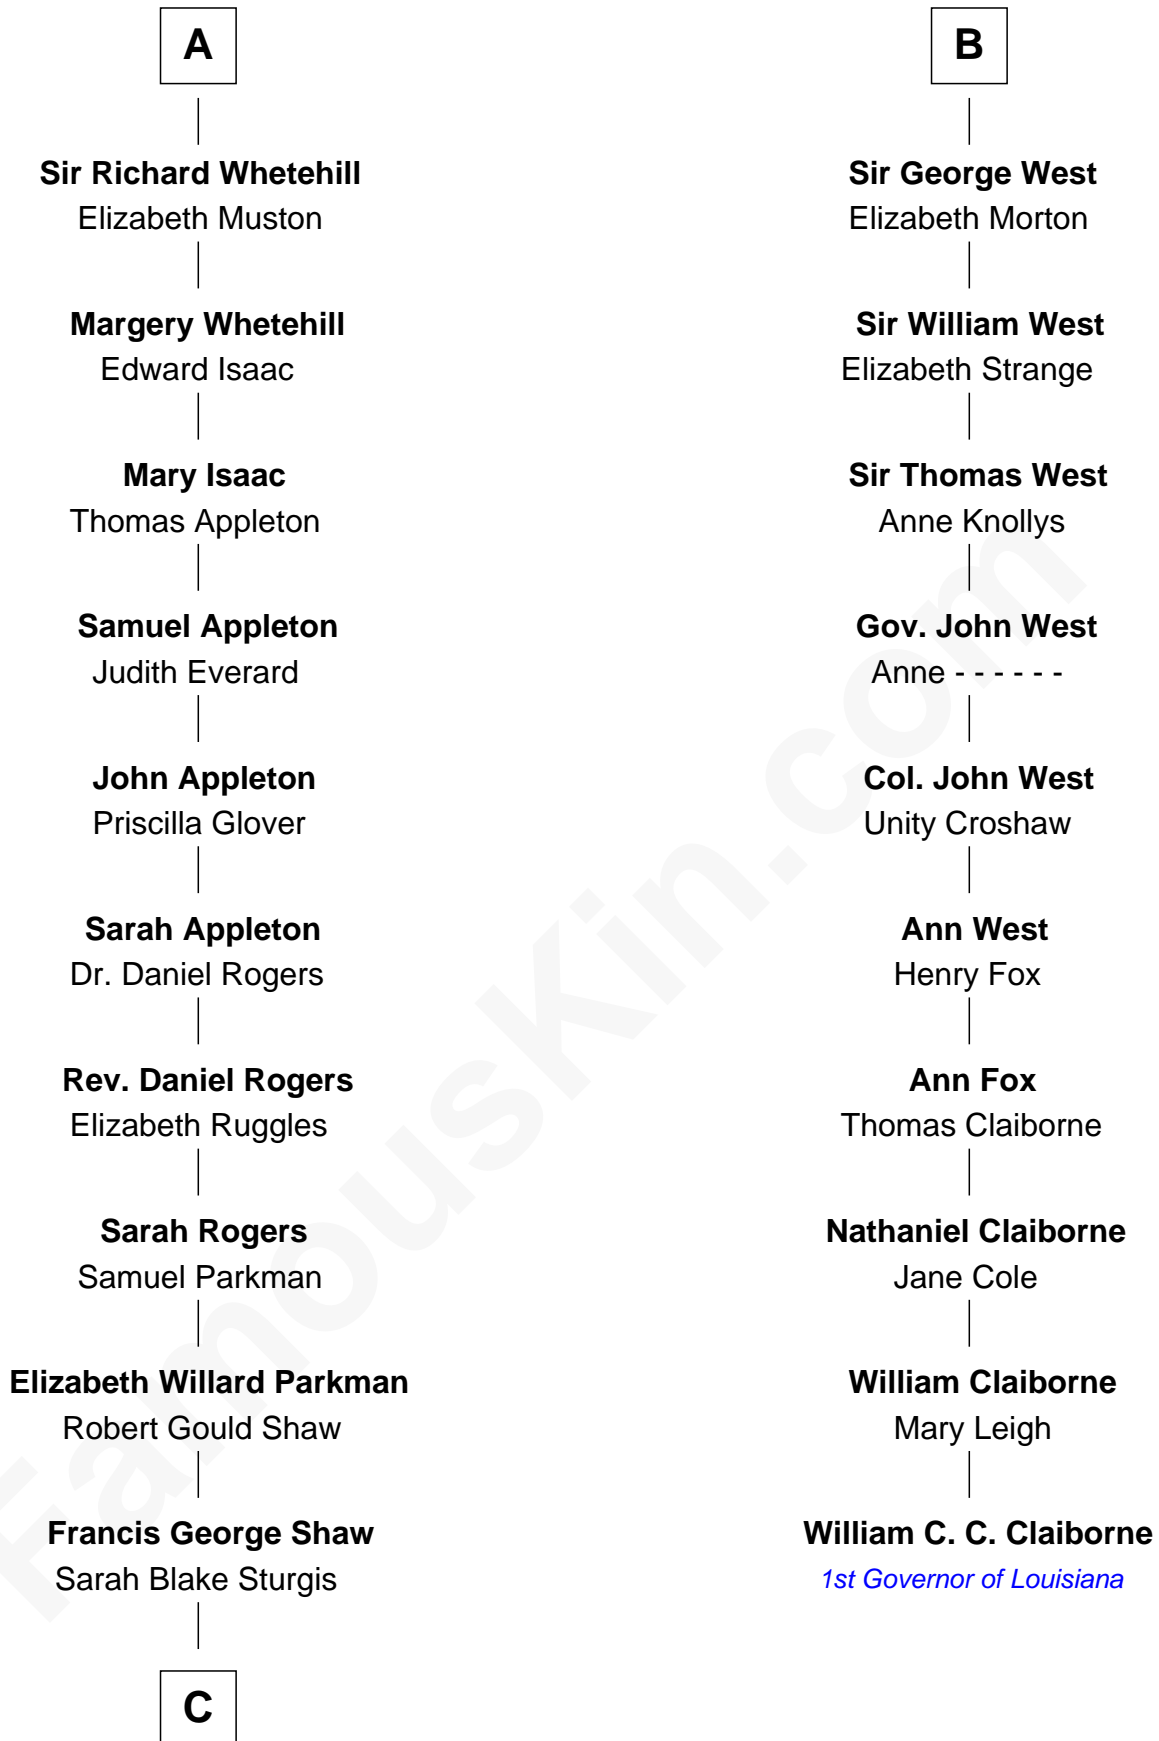 A
Sir Richard Whetehill
Elizabeth Muston
Margery Whetehill
Edward Isaac
Mary Isaac
Thomas Appleton
Samuel Appleton
Judith Everard
John Appleton
Priscilla Glover
Sarah Appleton
Dr. Daniel Rogers
Rev. Daniel Rogers
Elizabeth Ruggles
Sarah Rogers
Samuel Parkman
Elizabeth Willard Parkman
Robert Gould Shaw
Francis George Shaw
Sarah Blake Sturgis
C
B
Sir George West
Elizabeth Morton
Sir William West
Elizabeth Strange
Sir Thomas West
Anne Knollys
Gov. John West
Anne - - - - - -
Col. John West
Unity Croshaw
Ann West
Henry Fox
Ann Fox
Thomas Claiborne
Nathaniel Claiborne
Jane Cole
William Claiborne
Mary Leigh
William C. C. Claiborne
1st Governor of Louisiana
FamousKin.com